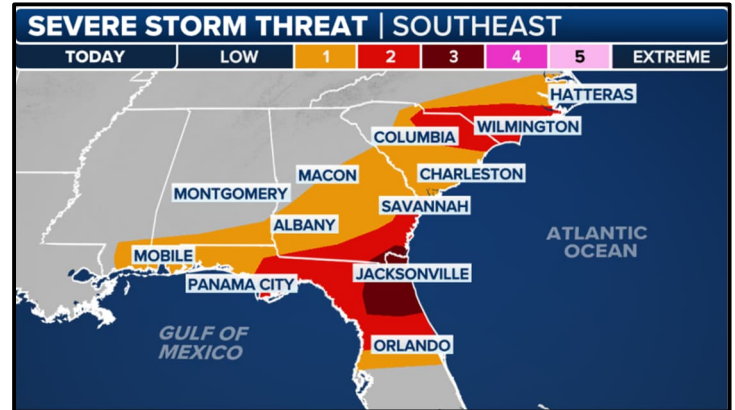 SEVERE STORM THREAT | SOUTHEAST
TODAY LOW 1 2 3 4 5 EXTREME
HATTERAS
WILMINGTON
COLUMBIA
MACON
CHARLESTON
MONTGOMERY
SAVANNAH
ALBANY
ATLANTIC
OCEAN
MOBILE
JACKSONVILLE
PANAMA CITY
GULF OF
MEXICO
ORLANDO